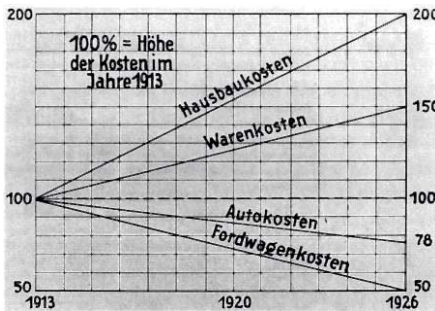 200
200
100% = Höhe
der Kosten im
Jahre 1913
Hausbaukosten
150
Warenkosten
100
100
Autokosten
78
Fordwagenkosten
50
50
1913
1920
1926